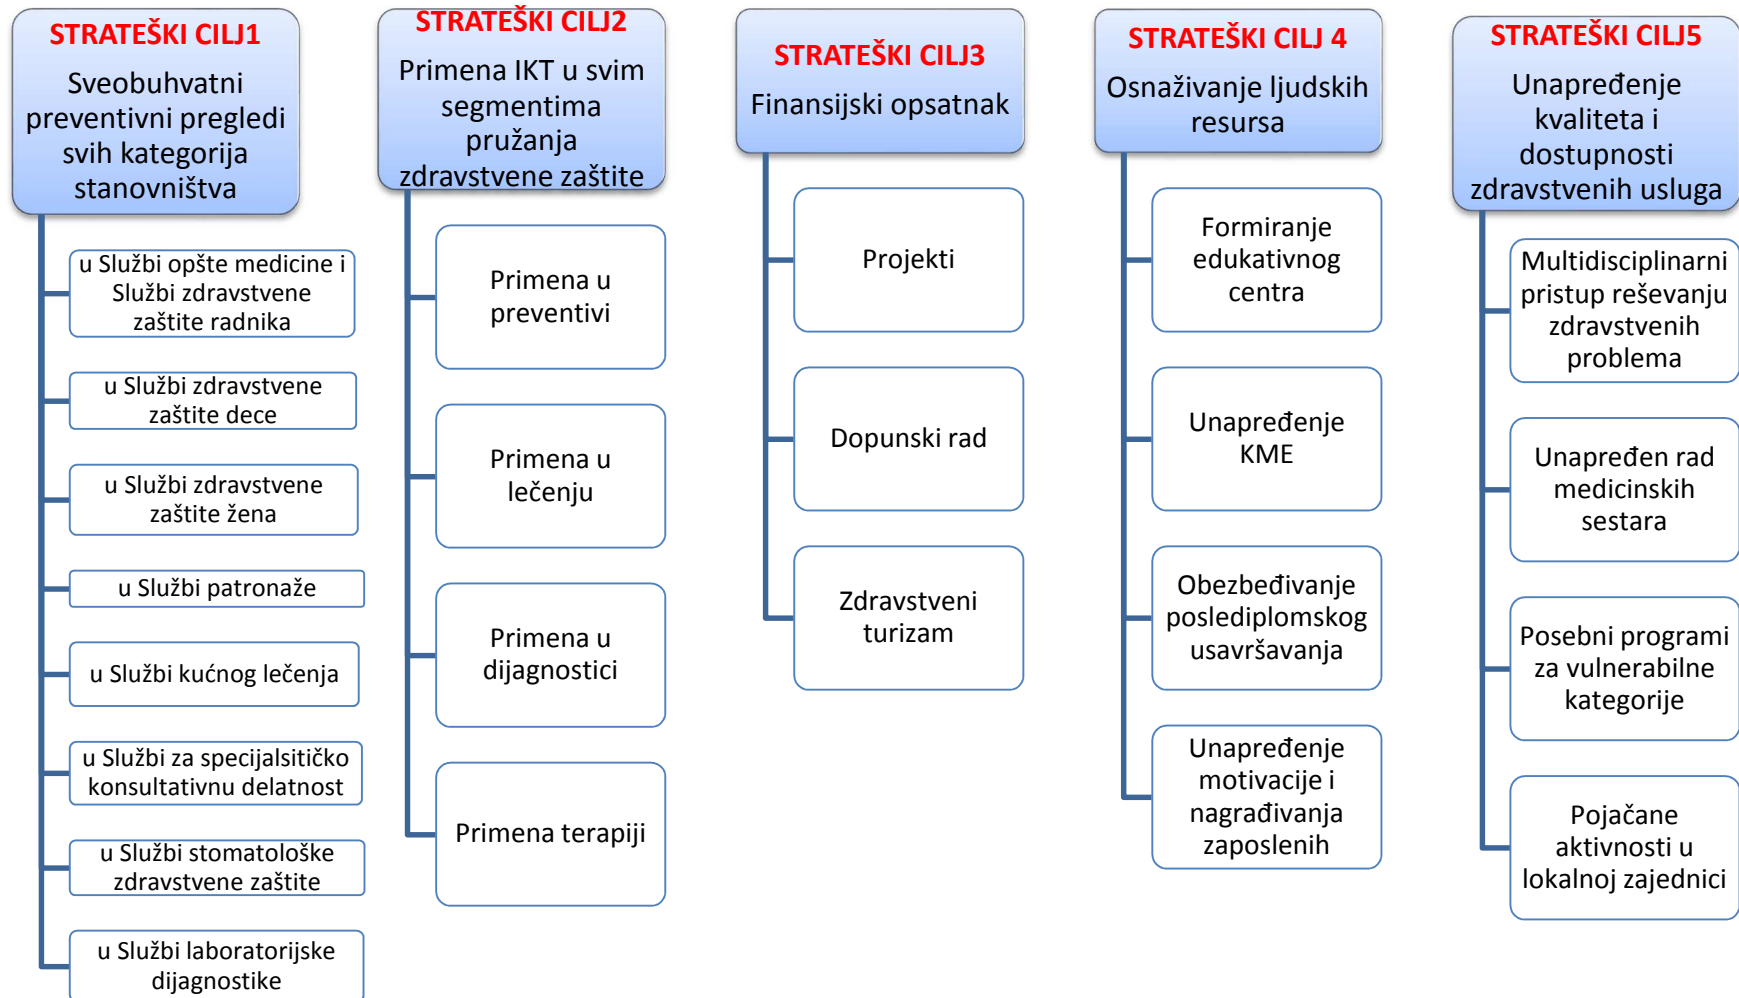 STRATEŠKI CILJ1
Sveobuhvatni
preventivni pregledi
svih kategorija
stanovništva
u Službi opšte medicine i
Službi zdravstvene
zaštite radnika
u Službi zdravstvene
zaštite dece
u Službi zdravstvene
zaštite žena
u Službi patronaže
u Službi kućnog lečenja
u Službi za specijalsitičko
konsultativnu delatnost
u Službi stomatološke
zdravstvene zaštite
u Službi laboratorijske
dijagnostike
STRATEŠKI CILJ2
Primena IKT u svim
segmentima
pružanja
zdravstvene zaštite
Primena u
preventivi
Primena u
lečenju
Primena u
dijagnostici
Primena terapiji
STRATEŠKI CILJ3
Finansijski opsatnak
Projekti
Dopunski rad
Zdravstveni
turizam
STRATEŠKI CILJ 4
Osnaživanje ljudskih
resursa
Formiranje
edukativnog
centra
Unapređenje
KME
Obezbeđivanje
poslediplomskog
usavršavanja
Unapređenje
motivacije i
nagrađivanja
zaposlenih
STRATEŠKI CILJ5
Unapređenje
kvaliteta i
dostupnosti
zdravstvenih usluga
Multidisciplinarni
pristup reševanju
zdravstvenih
problema
Unapređen rad
medicinskih
sestara
Posebni programi
za vulnerabilne
kategorije
Pojačane
aktivnosti u
lokalnoj zajednici